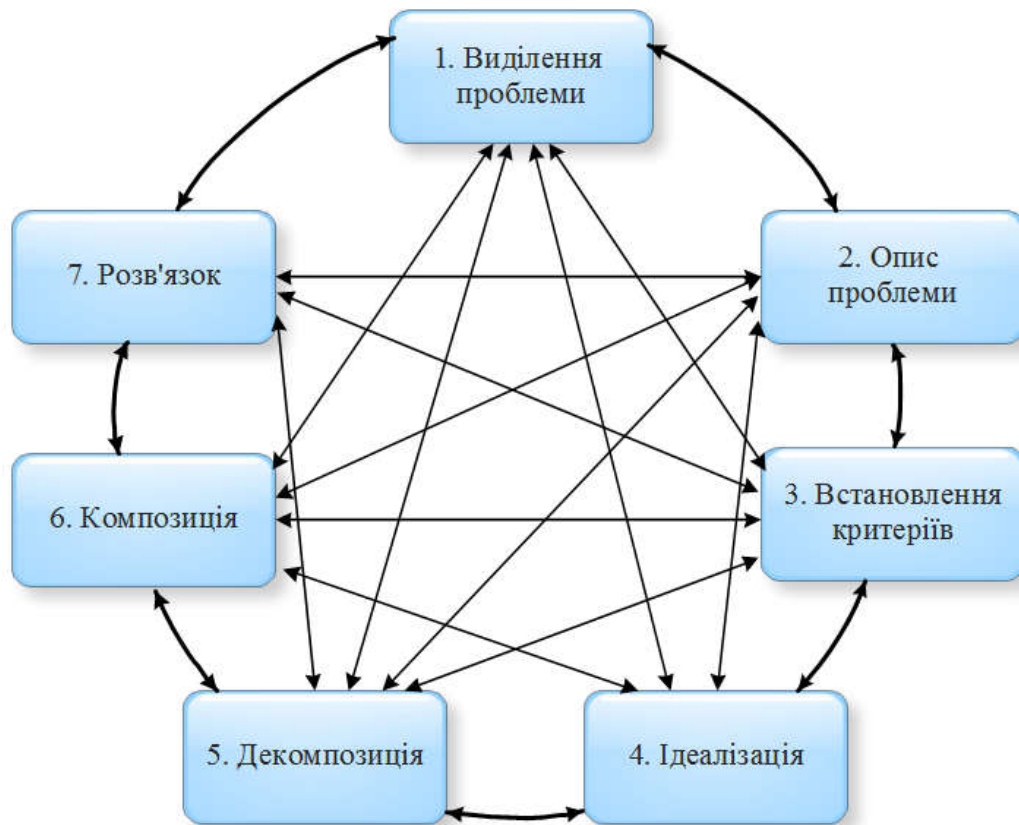 1. Виділення
проблеми
2. Опис
проблеми
3. Встановлення
критеріїв
4. Ідеалізація
5. Декомпозиція
6. Композиція
7. Розв'язок